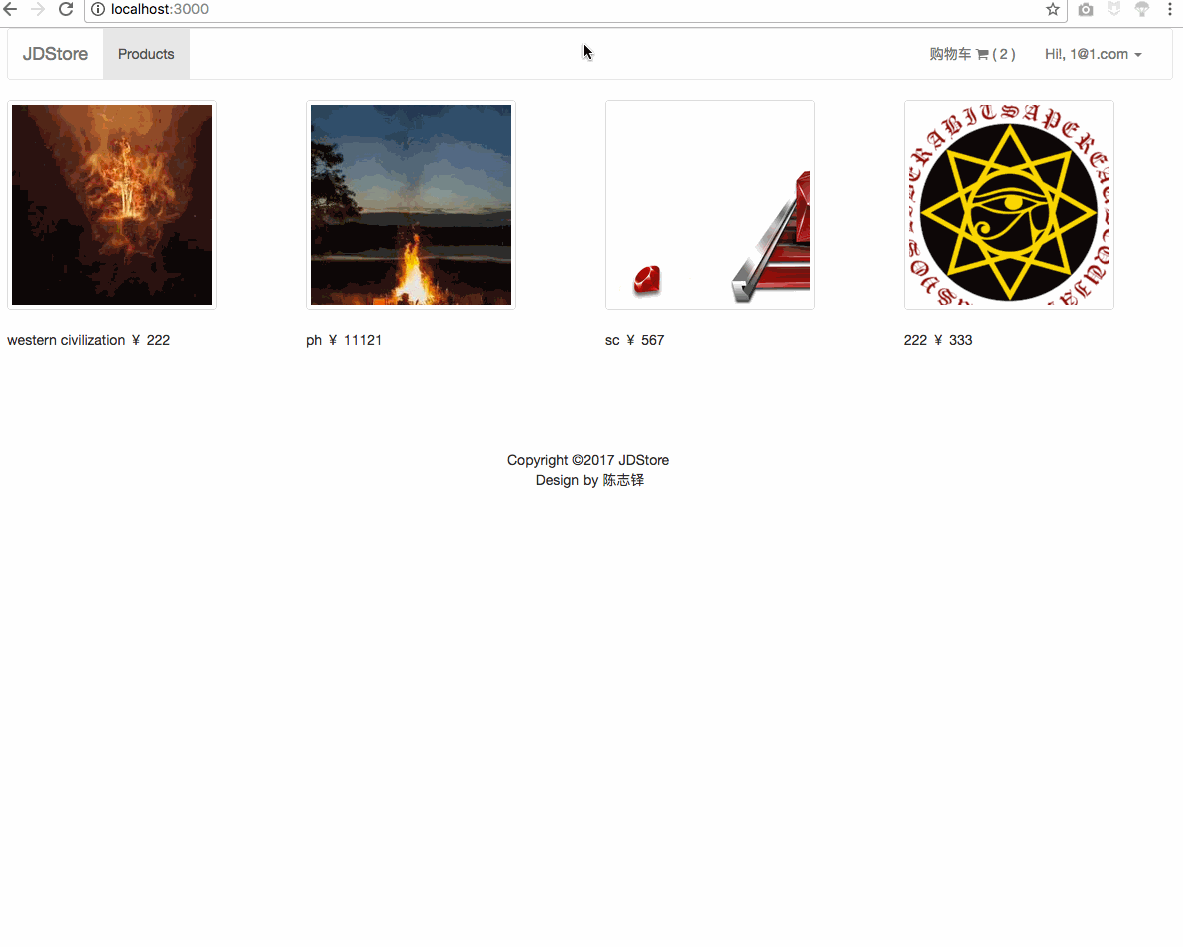 localhost:3000
JDStore Products 购物车 ( 2 ) Hi!, 1@1.com
western civilization ￥ 222
ph ￥ 11121
sc ￥ 567
222 ￥ 333
Copyright ©2017 JDStore
Design by 陈志铎